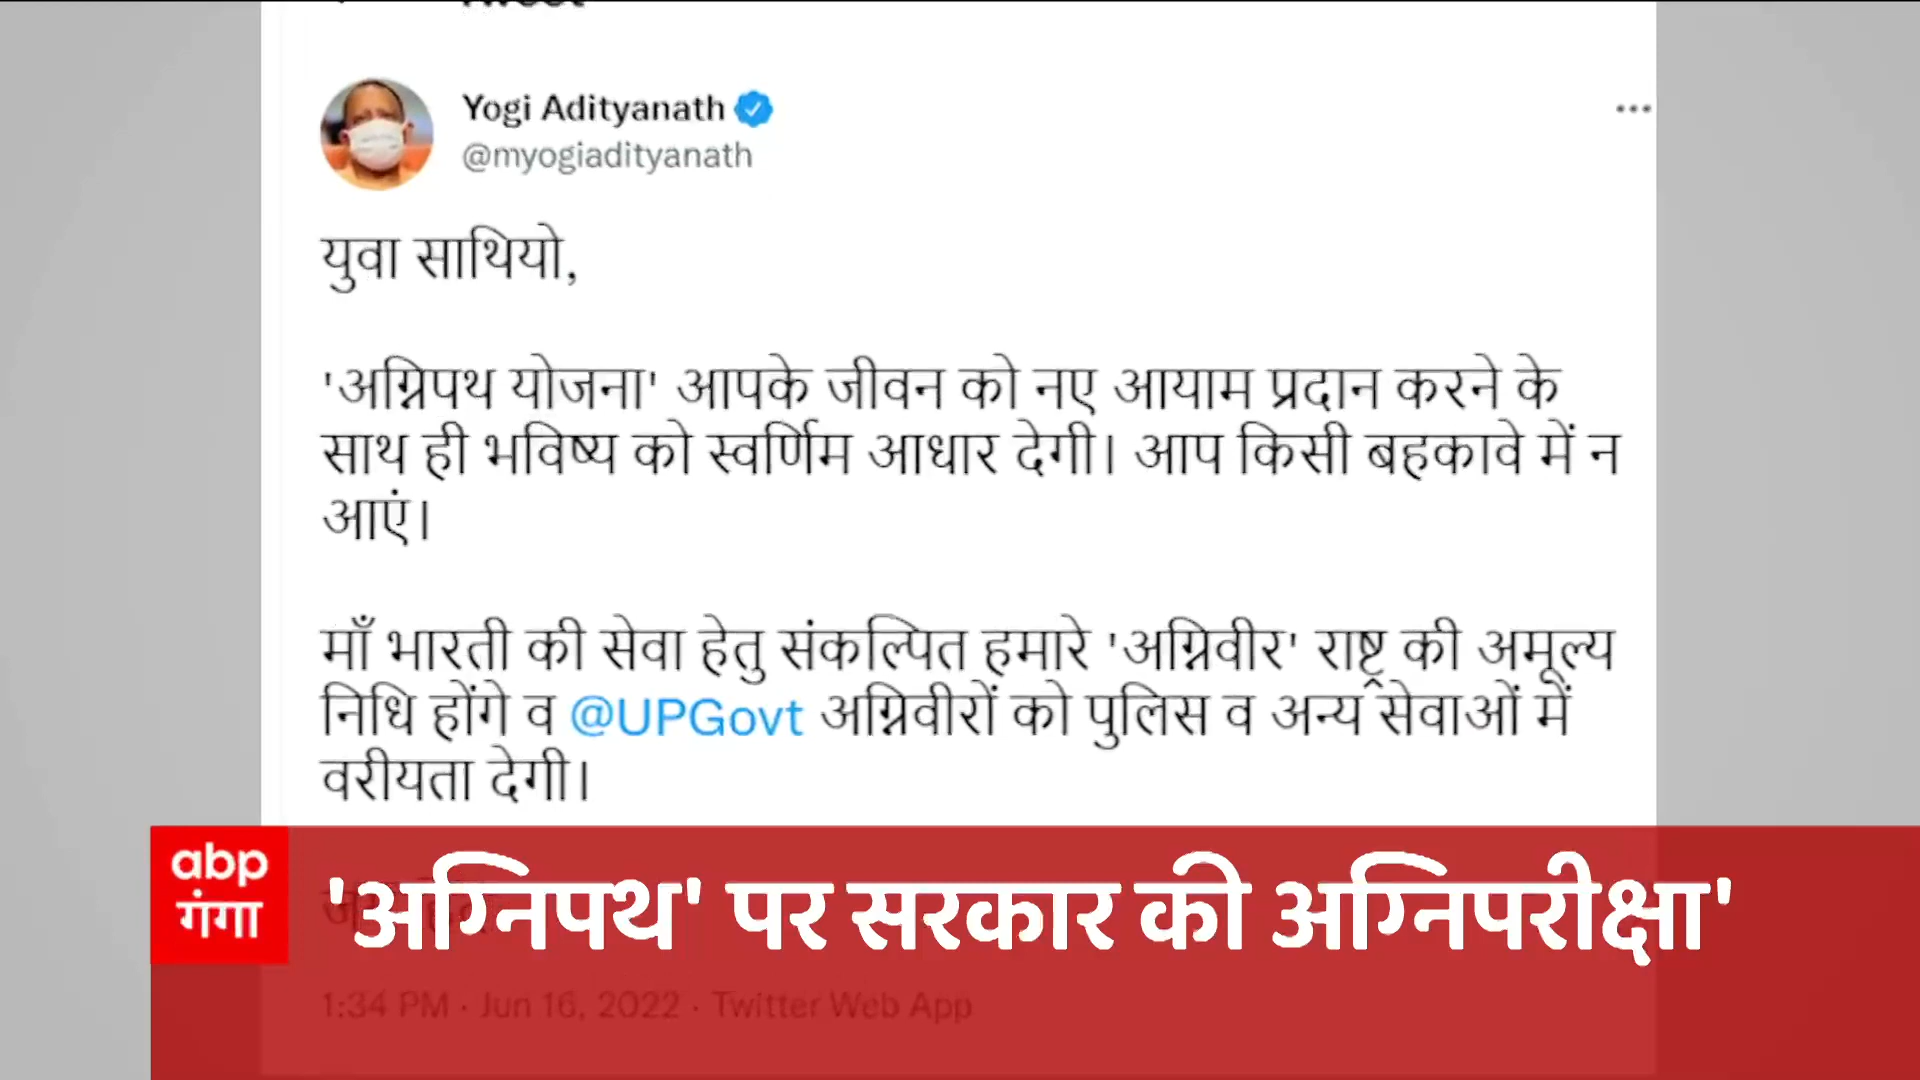 Tweet
Yogi Adityanath
@myogiadityanath
युवा साथियो,
'अग्निपथ योजना' आपके जीवन को नए आयाम प्रदान करने के
साथ ही भविष्य को स्वर्णिम आधार देगी। आप किसी बहकावे में न
आएं।
माँ भारती की सेवा हेतु संकल्पित हमारे 'अग्निवीर' राष्ट्र की अमूल्य
निधि होंगे व @UPGovt अग्निवीरों को पुलिस व अन्य सेवाओं में
वरीयता देगी।
abp
गंगा
'अग्निपथ' पर सरकार की अग्निपरीक्षा'
1:34 PM · Jun 16, 2022 · Twitter Web App